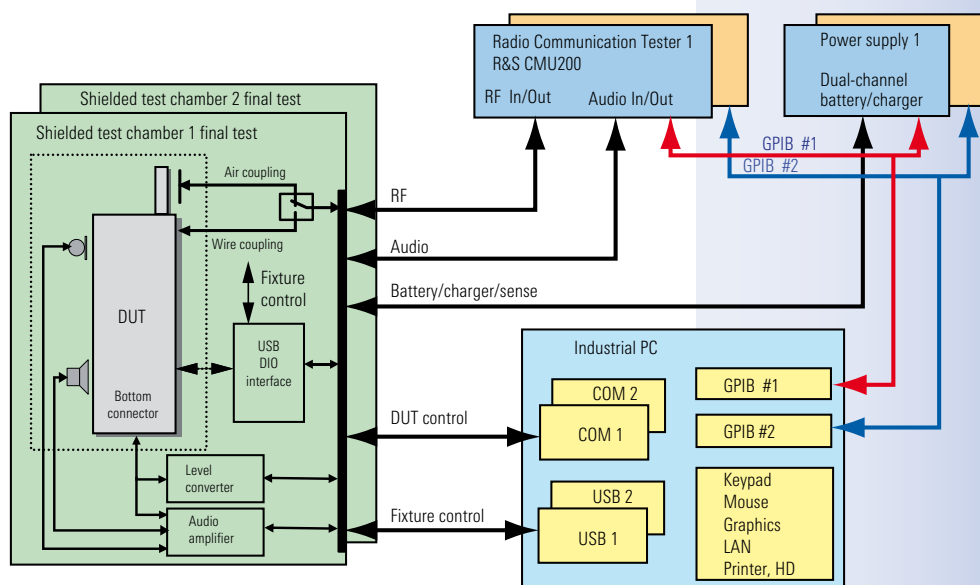 Radio Communication Tester 1
R&S CMU200
RF In/Out
Audio In/Out
Power supply 1
Dual-channel
battery/charger
GPIB #1
GPIB #2
Shielded test chamber 2 final test
Shielded test chamber 1 final test
Air coupling
Wire coupling
RF
Audio
Battery/charger/sense
Fixture
control
DUT
Bottom
connector
USB
DIO
interface
Level
converter
Audio
amplifier
DUT control
Fixture control
Industrial PC
COM 2
COM 1
USB 2
USB 1
GPIB #1
GPIB #2
Keypad
Mouse
Graphics
LAN
Printer, HD